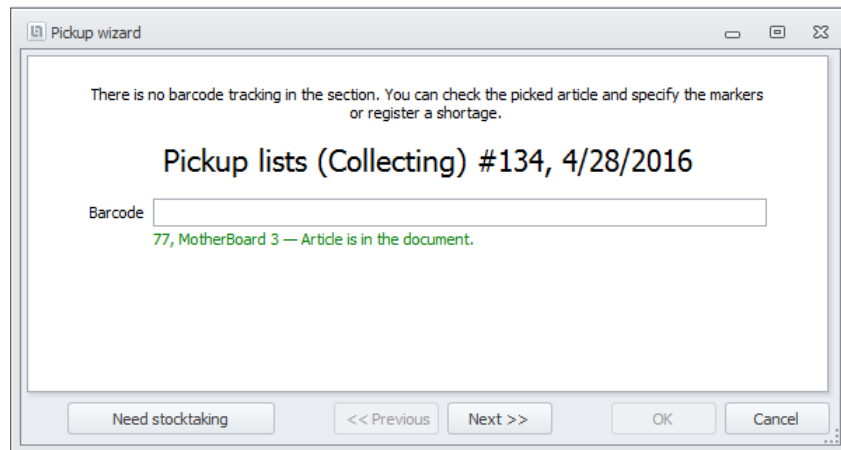 Pickup wizard
There is no barcode tracking in the section. You can check the picked article and specify the markers
or register a shortage.
Pickup lists (Collecting) #134, 4/28/2016
Barcode
77, MotherBoard 3 — Article is in the document.
Need stocktaking
<< Previous
Next >>
OK
Cancel